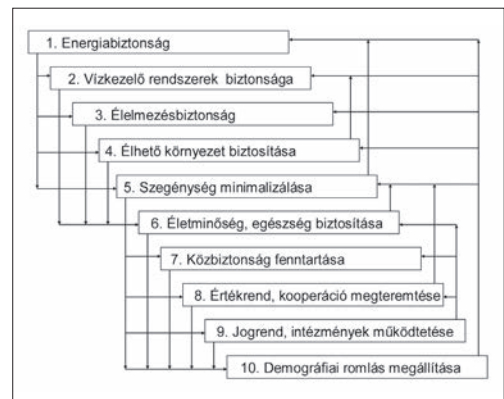 1. Energiabiztonság
2. Vízkezelő rendszerek biztonsága
3. Élelmezésbiztonság
4. Élhető környezet biztosítása
5. Szegénység minimalizálása
6. Életminőség, egészség biztosítása
7. Közbiztonság fenntartása
8. Értékrend, kooperáció megteremtése
9. Jogrend, intézmények működtetése
10. Demográfiai romlás megállítása